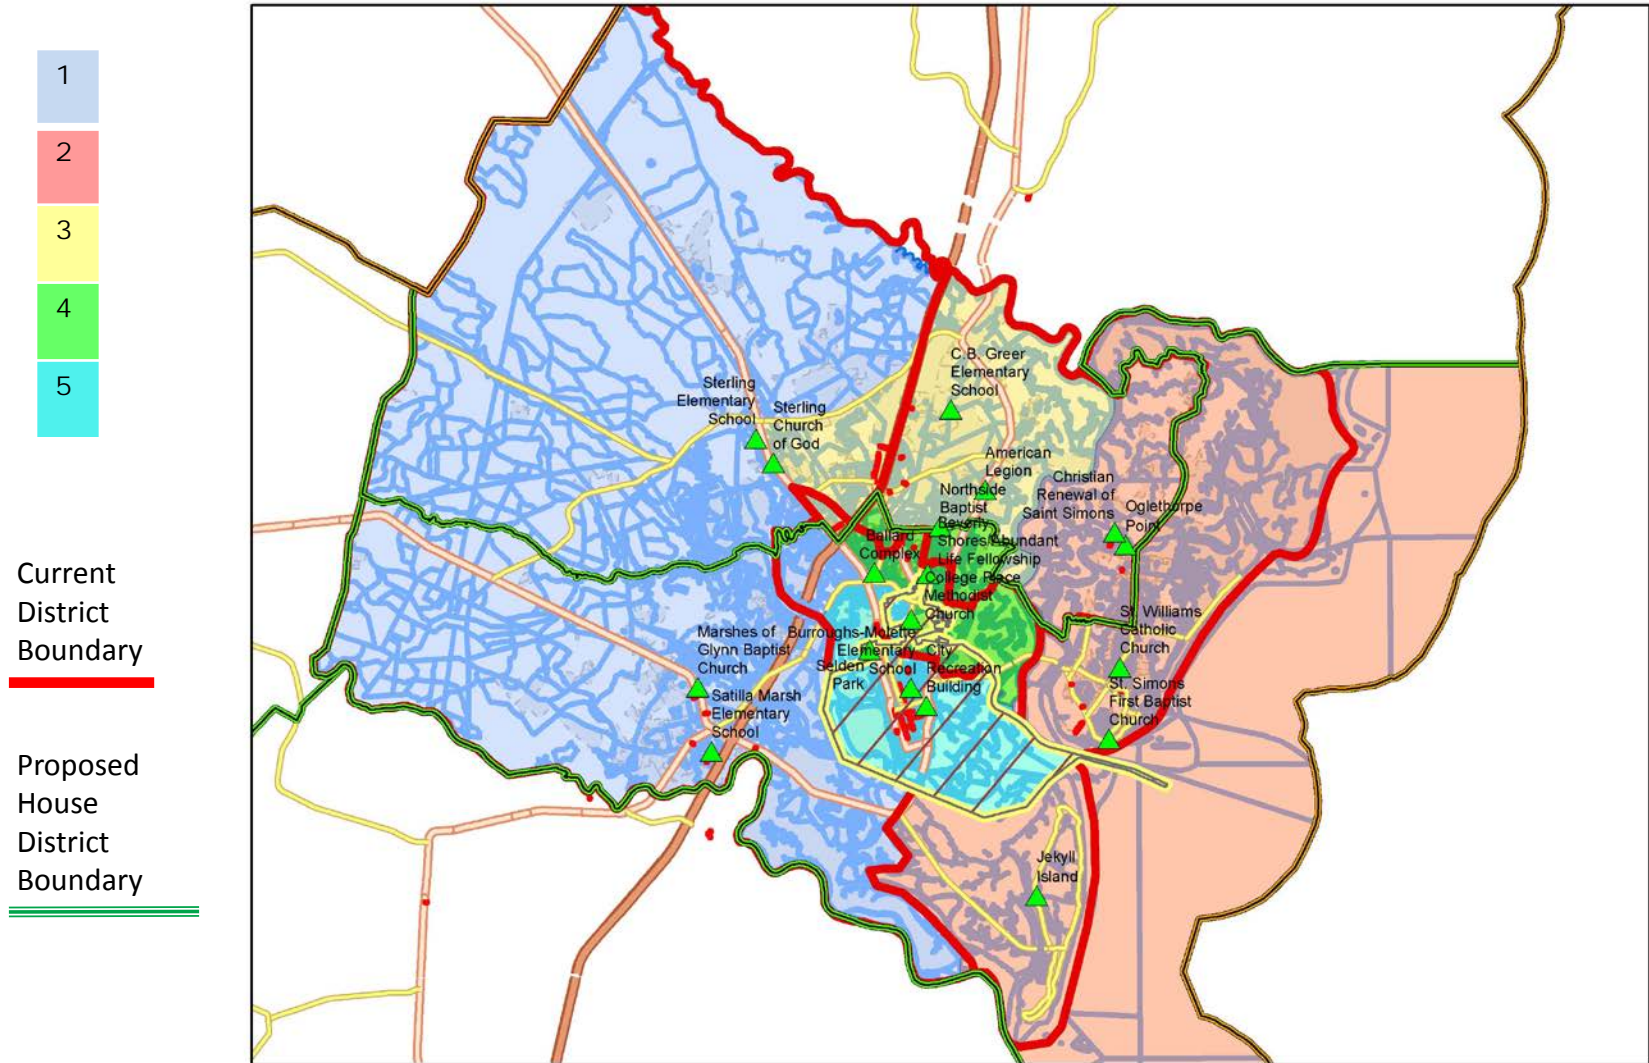 1
2
3
4
5
Current
District
Boundary
Proposed
House
District
Boundary
C.B. Greer
Elementary
School
Sterling
Elementary
School
Sterling
Church
of God
American
Legion
Northside
Baptist
Christian
Renewal of
Saint Simons
Oglethorpe
Point
Beverly
Shores/Abundant
Life Fellowship
Ballard
Complex
College Place
Methodist
Church
St. Williams
Catholic
Church
Marshes of
Glynn Baptist
Church
Burroughs-Molette
Elementary
School
Selden
Park
City
Recreation
Building
Satilla Marsh
Elementary
School
St. Simons
First Baptist
Church
Jekyll
Island